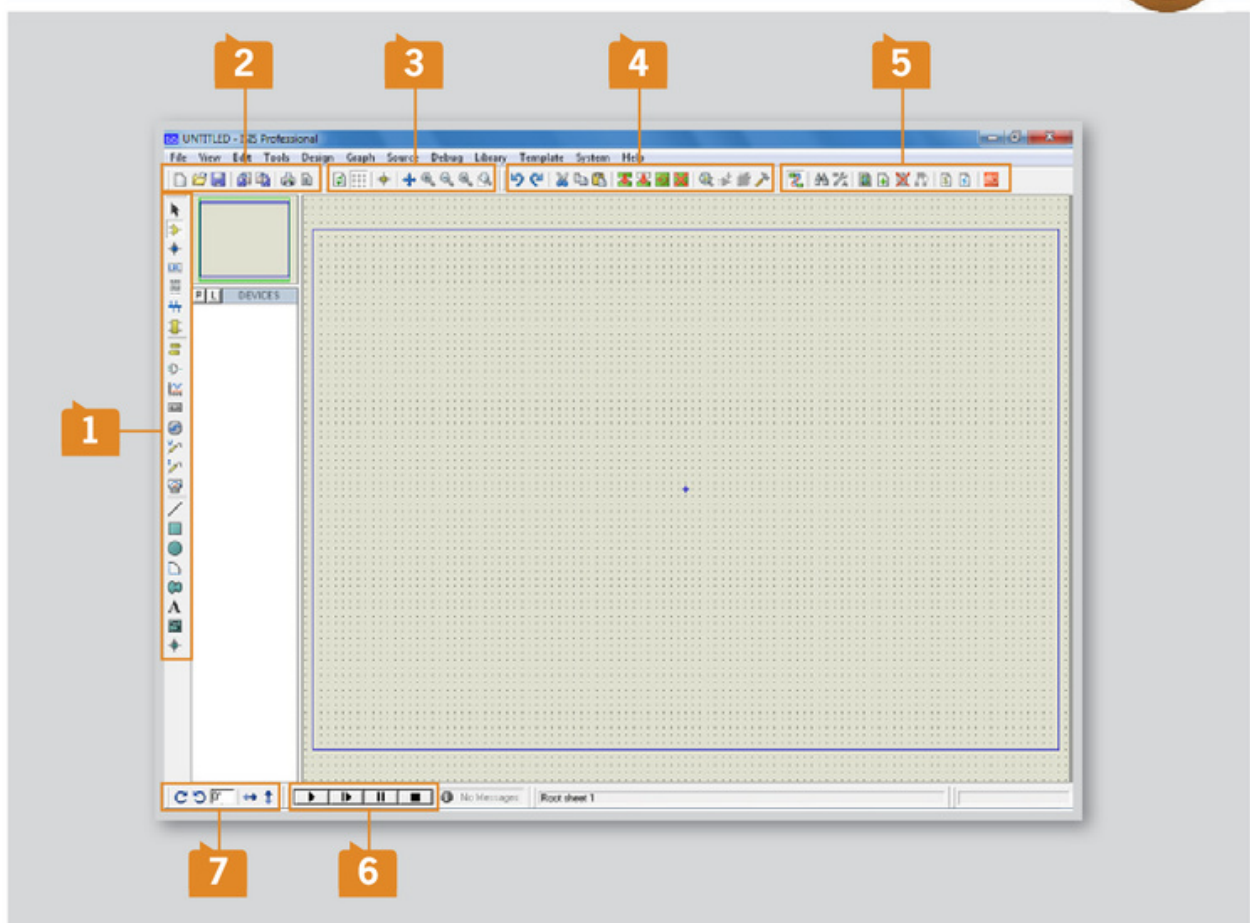 2 3 4 5
UNTITLED - ISIS Professional
File View Edit Tools Design Graph Source Debug Library Template System Help
P L DEVICES
1
A
No Messages Root sheet 1
7 6